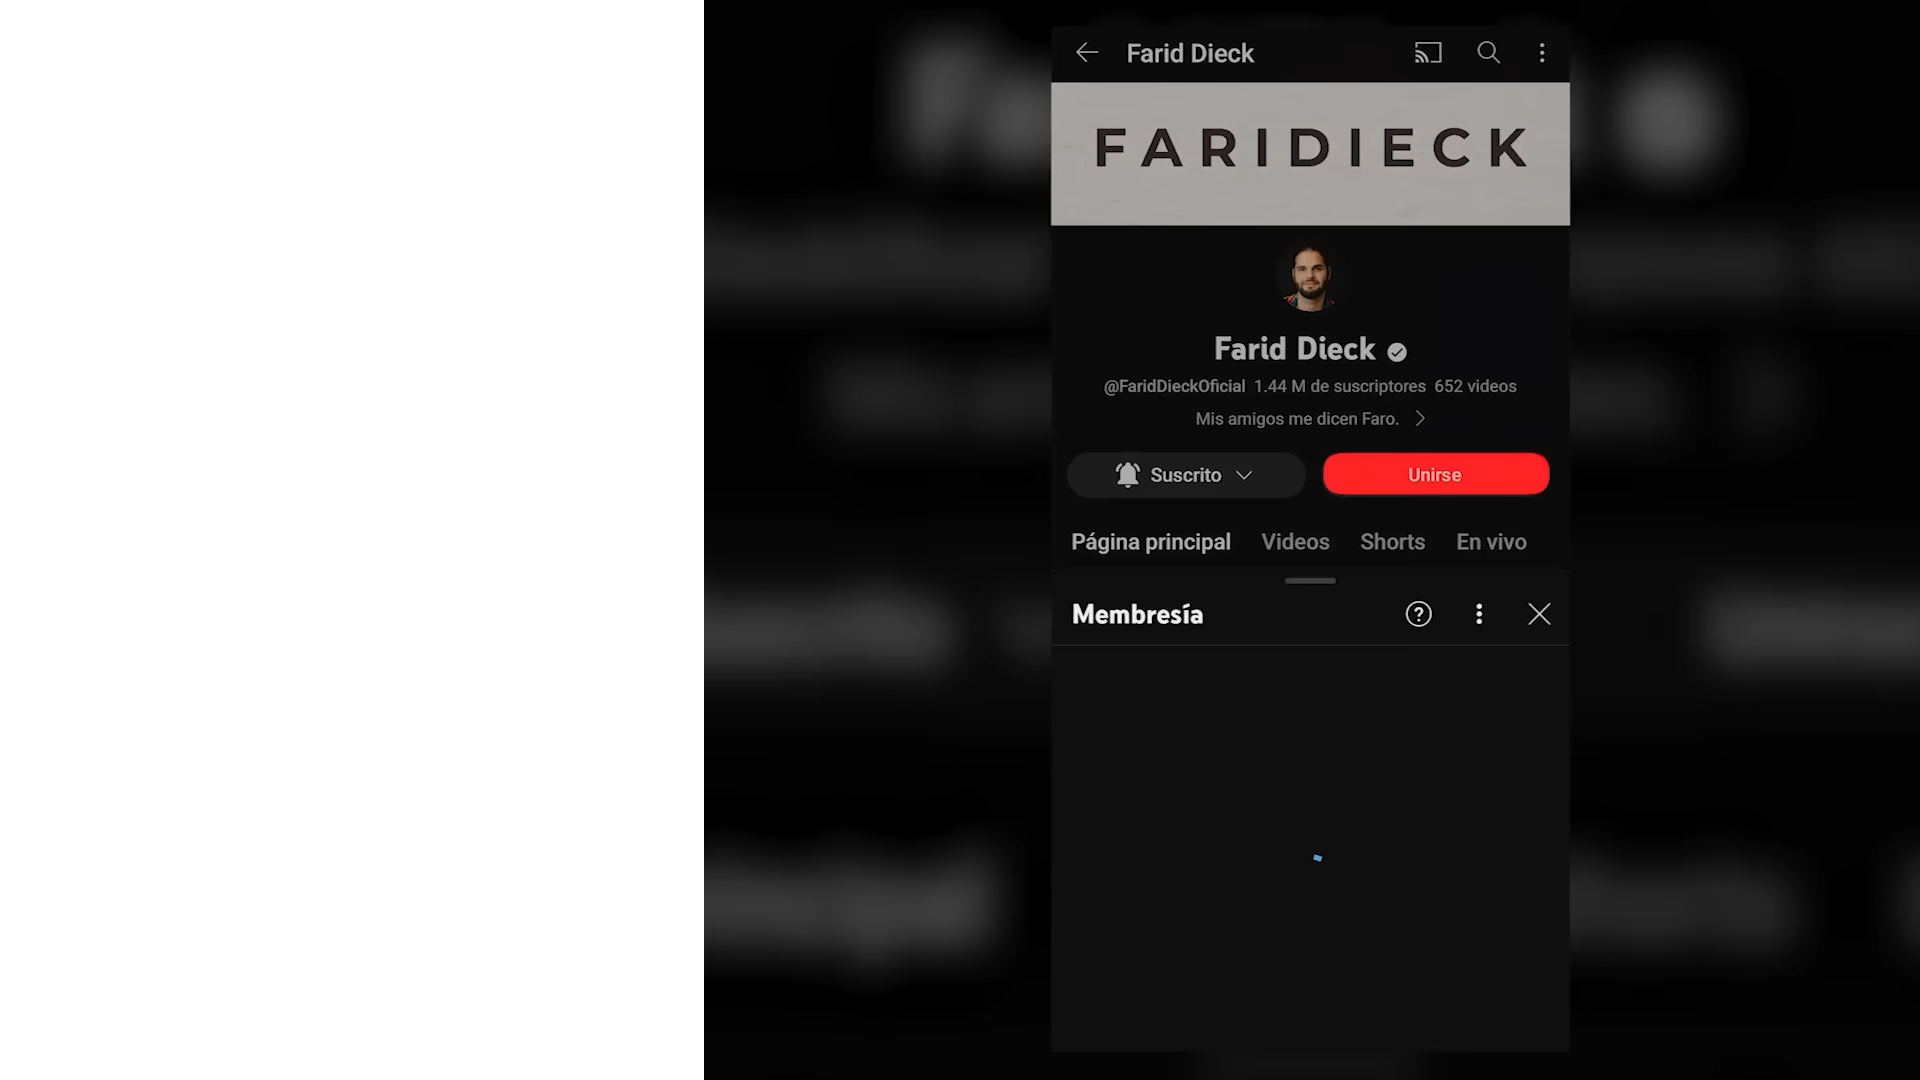 Farid Dieck
FARIDIECK
Farid Dieck
@FaridDieckOficial 1.44 M de suscriptores 652 videos
Mis amigos me dicen Faro.
Suscrito Unirse
Página principal Videos Shorts En vivo
Membresía